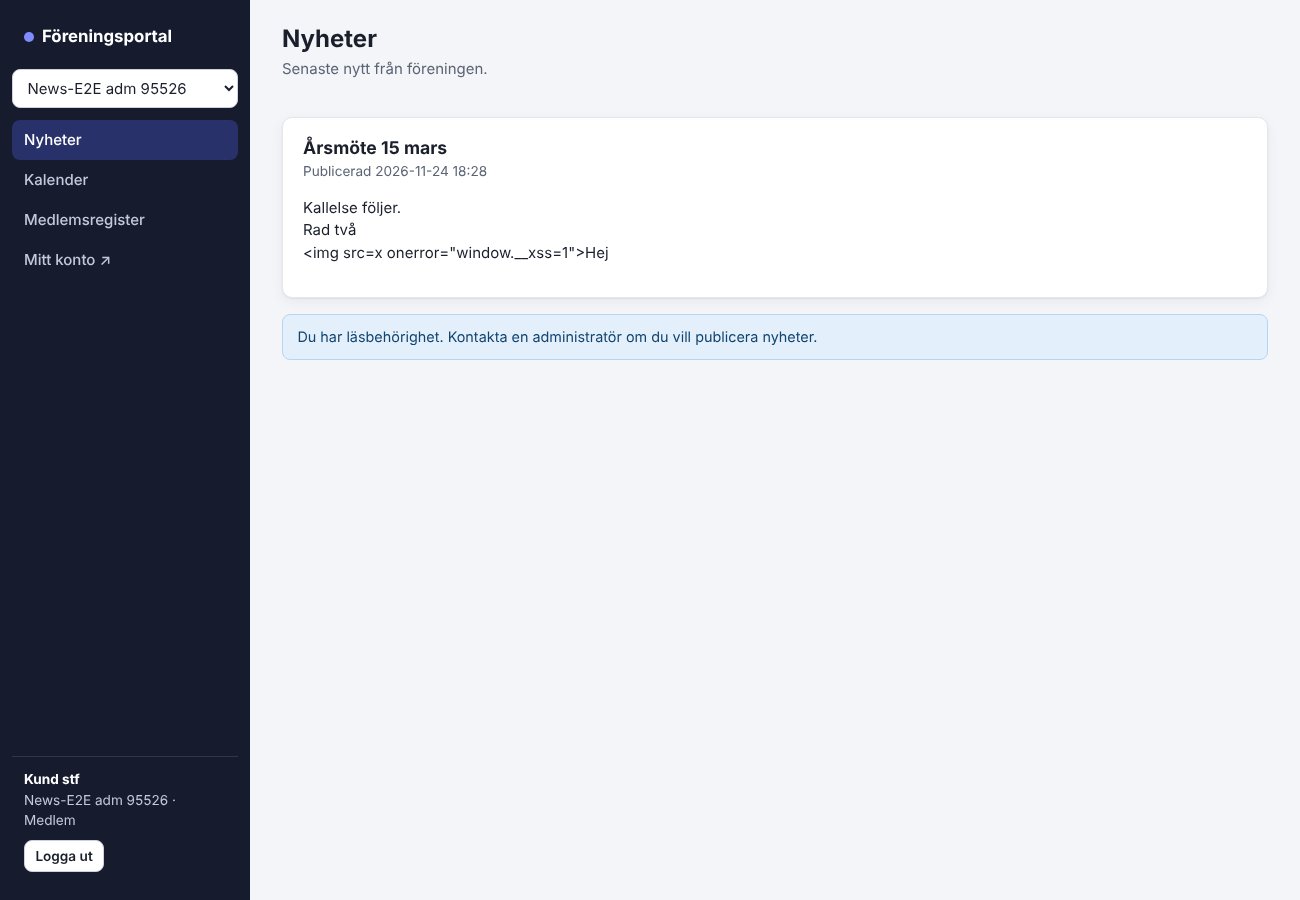 Föreningsportal
News-E2E adm 95526
Nyheter
Kalender
Medlemsregister
Mitt konto ↗
Kund stf
News-E2E adm 95526 ·
Medlem
Logga ut
Nyheter
Senaste nytt från föreningen.
Årsmöte 15 mars
Publicerad 2026-11-24 18:28
Kallelse följer.
Rad två
<img src=x onerror="window.__xss=1">Hej
Du har läsbehörighet. Kontakta en administratör om du vill publicera nyheter.